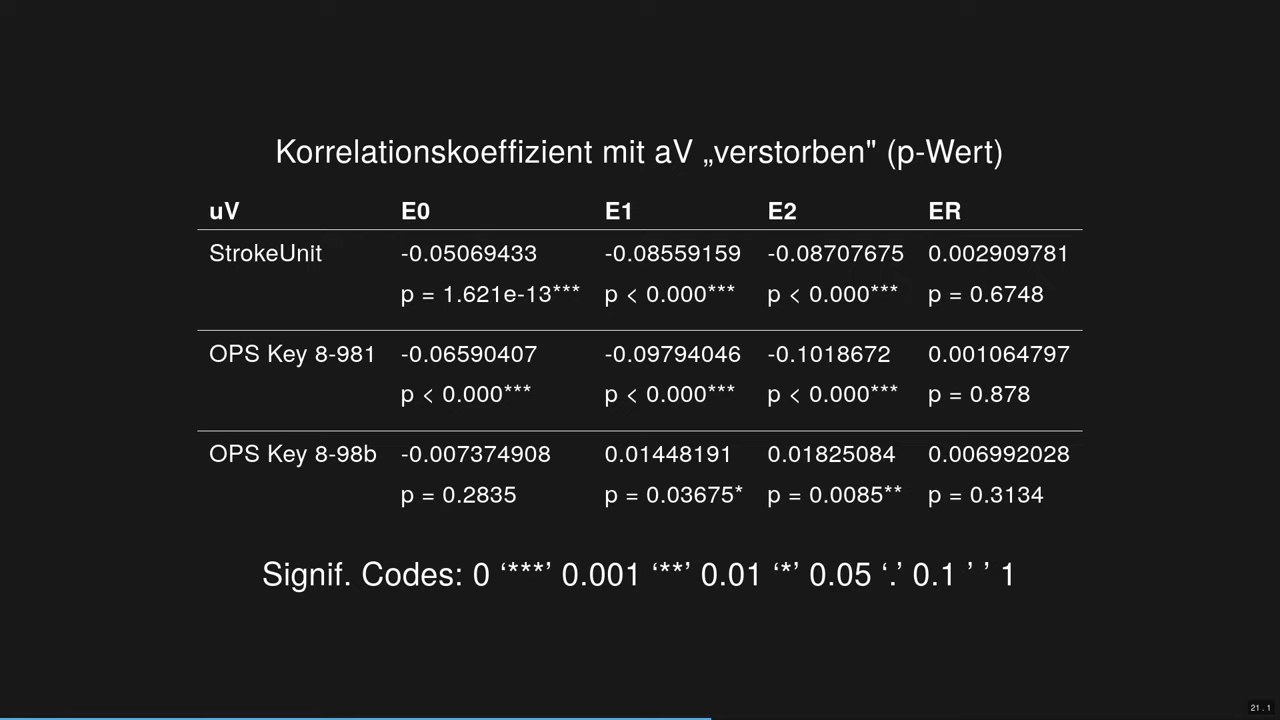 Korrelationskoeffizient mit aV „verstorben" (p-Wert)
uV E0 E1 E2 ER
StrokeUnit -0.05069433 -0.08559159 -0.08707675 0.002909781
p = 1.621e-13*** p < 0.000*** p < 0.000*** p = 0.6748
OPS Key 8-981 -0.06590407 -0.09794046 -0.1018672 0.001064797
p < 0.000*** p < 0.000*** p < 0.000*** p = 0.878
OPS Key 8-98b -0.007374908 0.01448191 0.01825084 0.006992028
p = 0.2835 p = 0.03675* p = 0.0085** p = 0.3134
Signif. Codes: 0 ‘***’ 0.001 ‘**’ 0.01 ‘*’ 0.05 ‘.’ 0.1 ’ ’ 1
21.1